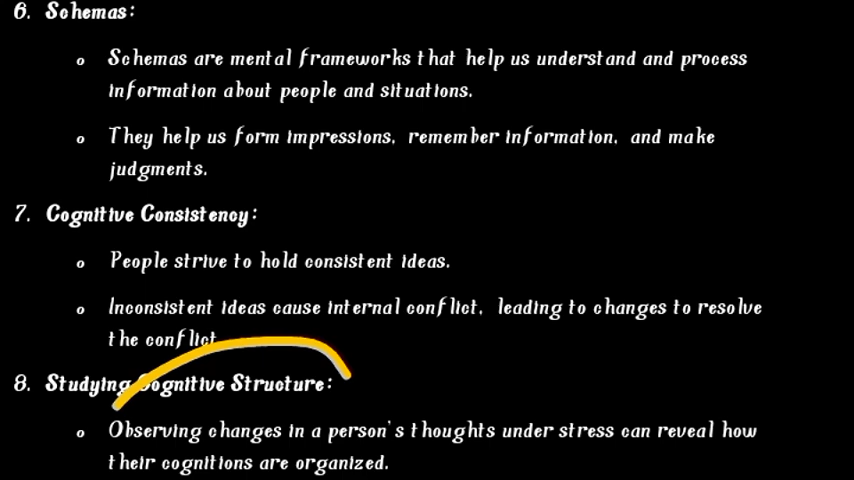 6. Schemas:
o Schemas are mental frameworks that help us understand and process
information about people and situations.
o They help us form impressions, remember information, and make
judgments.
7. Cognitive Consistency:
o People strive to hold consistent ideas.
o Inconsistent ideas cause internal conflict, leading to changes to resolve
the conflict
8. Studying Cognitive Structure:
o Observing changes in a person's thoughts under stress can reveal how
their cognitions are organized.